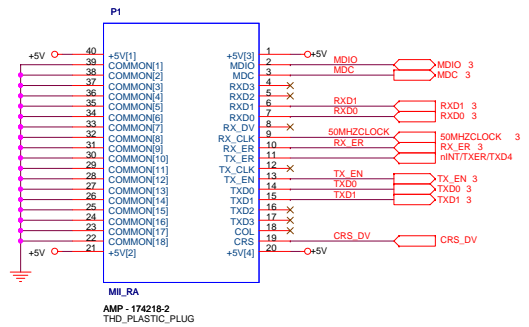 P1
+5V 40 +5V[1] +5V[3] 1 +5V
39 COMMON[1] MDIO 2 MDIO MDIO 3
38 COMMON[2] MDC 3 MDC MDC 3
37 COMMON[3] RXD3 4
36 COMMON[4] RXD2 5
35 COMMON[5] RXD1 6 RXD1 RXD1 3
34 COMMON[6] RXD0 7 RXD0 RXD0 3
33 COMMON[7] RX_DV 8
32 COMMON[8] RX_CLK 9 50MHZCLOCK 50MHZCLOCK 3
31 COMMON[9] RX_ER 10 RX_ER RX_ER 3
30 COMMON[10] TX_ER 11 nINT/TXER/TXD4
29 COMMON[11] TX_CLK 12
28 COMMON[12] TX_EN 13 TX_EN TX_EN 3
27 COMMON[13] TXD0 14 TXD0 TXD0 3
26 COMMON[14] TXD1 15 TXD1 TXD1 3
25 COMMON[15] TXD2 16
24 COMMON[16] TXD3 17
23 COMMON[17] COL 18
22 COMMON[18] CRS 19 CRS_DV CRS_DV
+5V 21 +5V[2] +5V[4] 20 +5V
MII_RA
AMP - 174218-2
THD_PLASTIC_PLUG